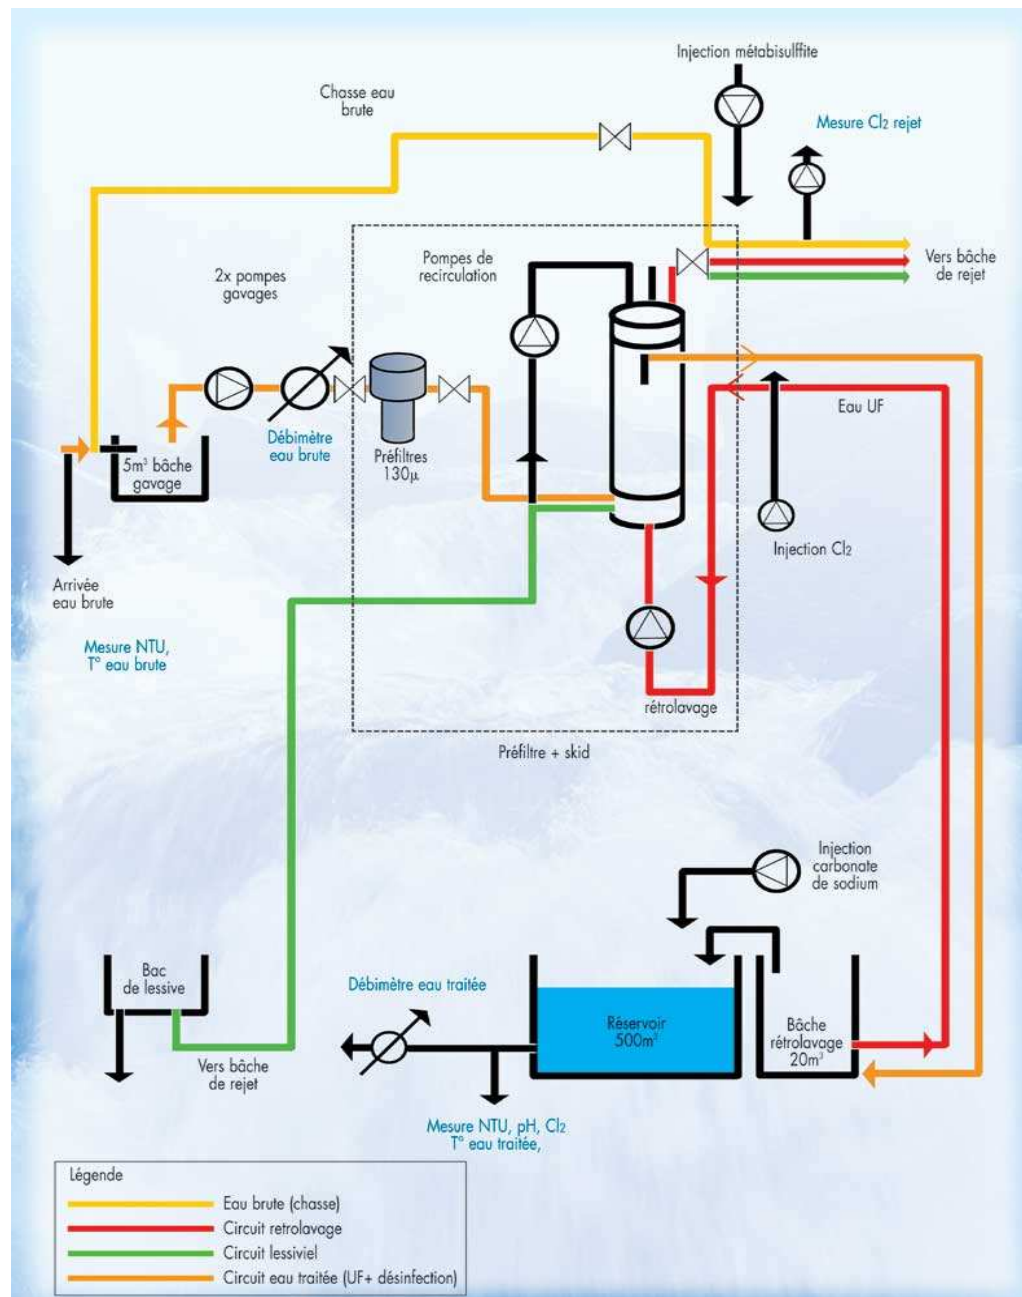 Injection métabisulffite
Chasse eau
brute
Mesure Cl2 rejet
Pompes de
recirculation
Vers bâche
de rejet
2x pompes
gavages
Eau UF
Débimètre
eau brute
Préfiltres
130µ
5m³ bâche
gavage
Injection Cl2
Arrivée
eau brute
Mesure NTU,
T° eau brute
rétrolavage
Préfiltre + skid
Injection
carbonate
de sodium
Bac
de lessive
Débimètre eau traitée
Réservoir
500m³
Bâche
rétrolavage
20m³
Vers bâche
de rejet
Mesure NTU, pH, Cl2
T° eau traitée,
Légende
Eau brute (chasse)
Circuit retrolavage
Circuit lessiviel
Circuit eau traitée (UF+ désinfection)